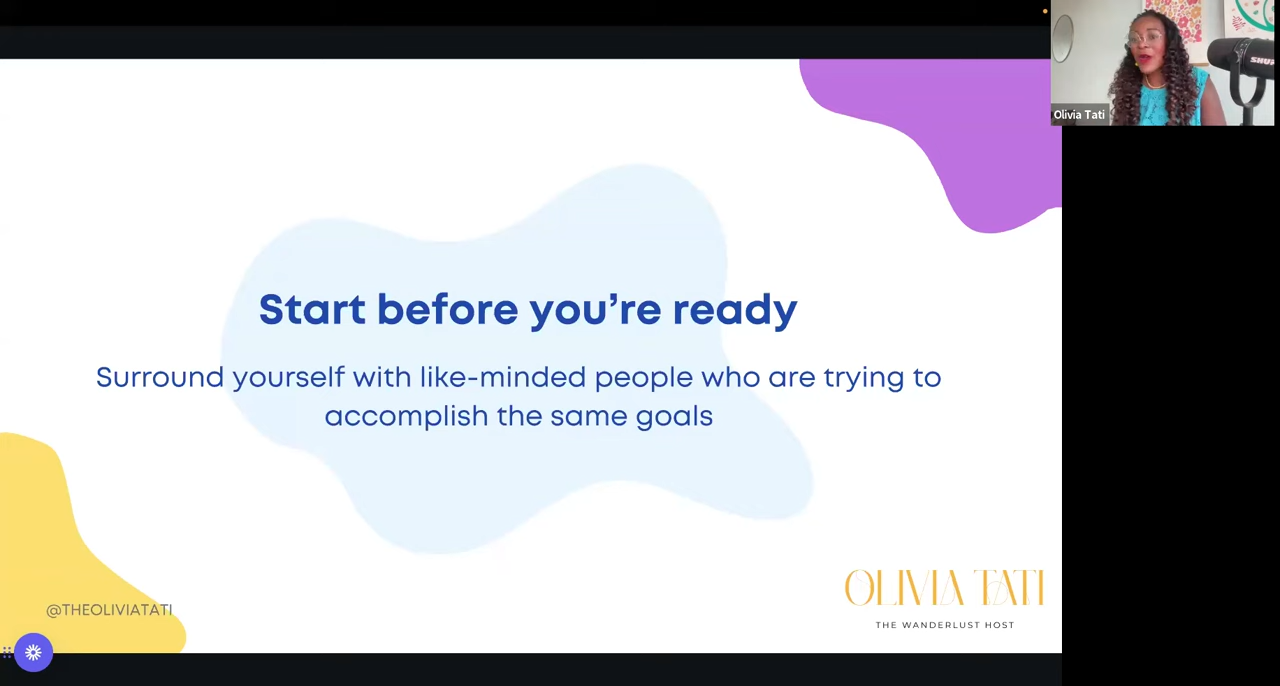 SHURE
Olivia Tati
Start before you’re ready
Surround yourself with like-minded people who are trying to
accomplish the same goals
OLIVIA TATI
THE WANDERLUST HOST
@THEOLIVIATATI